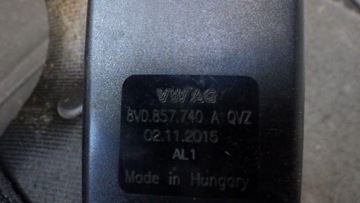 VW AG
8V0.857.740 A QVZ
02.11.2015
AL1
Made in Hungary